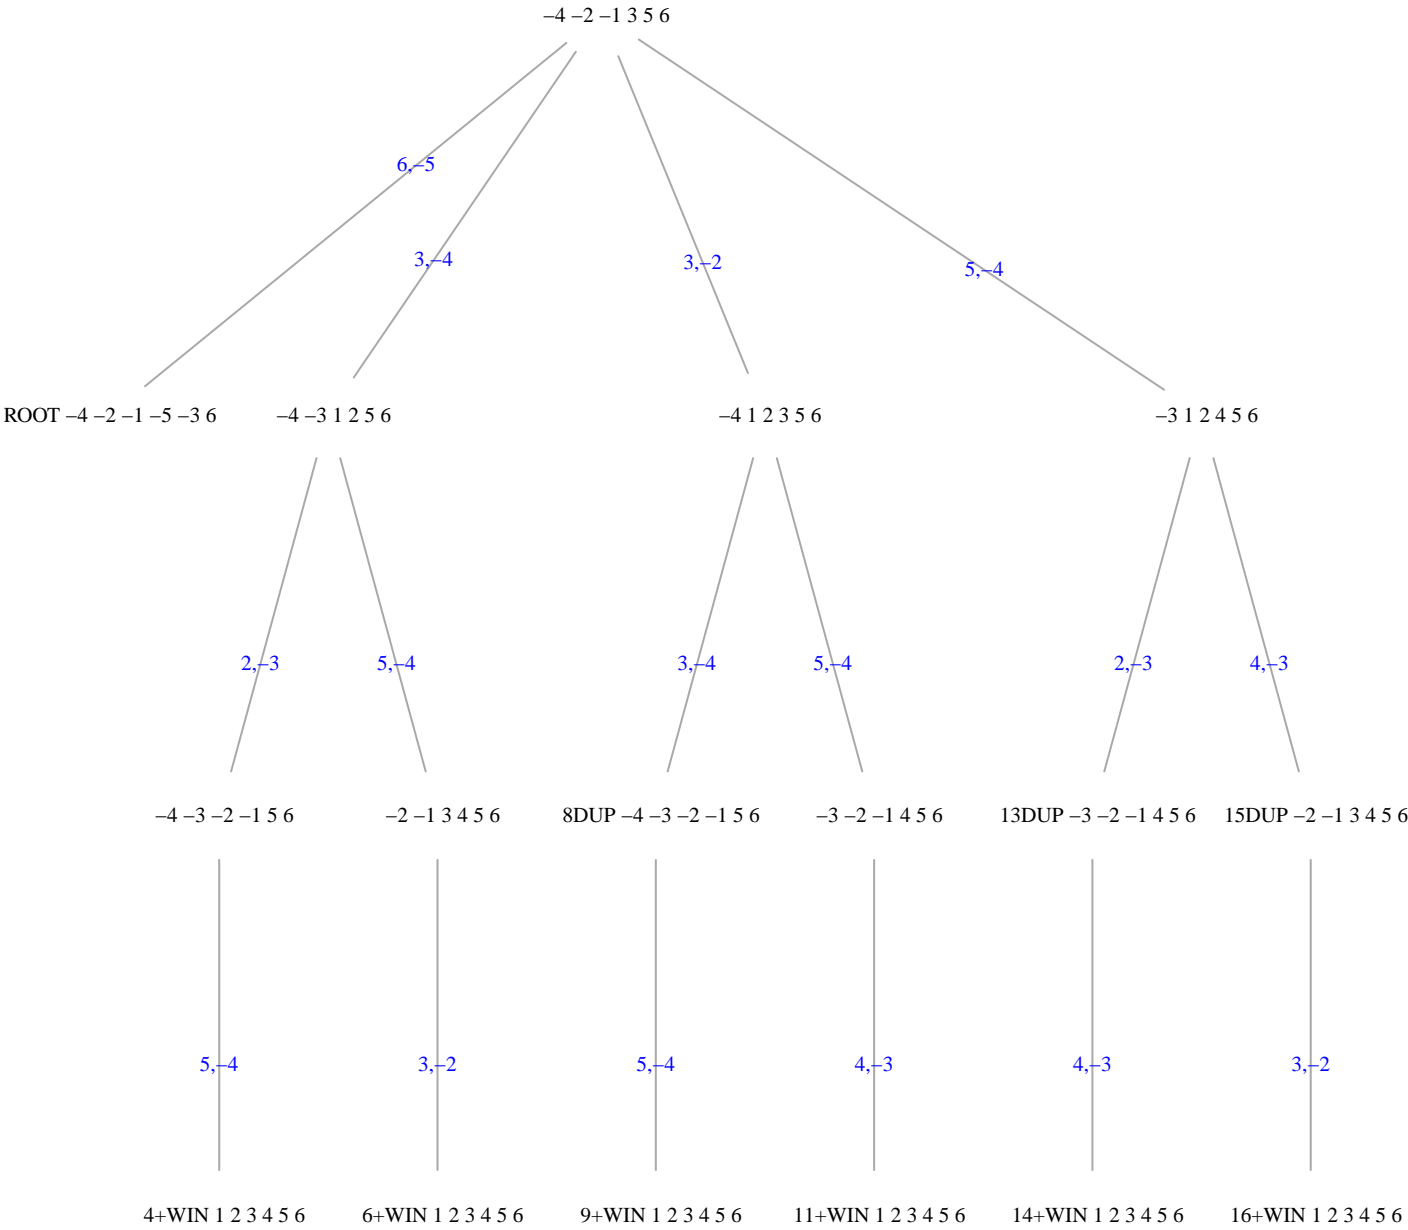 –4 –2 –1 3 5 6
6,–5
3,–4
3,–2
5,–4
ROOT –4 –2 –1 –5 –3 6
–4 –3 1 2 5 6
–4 1 2 3 5 6
–3 1 2 4 5 6
2,–3
5,–4
3,–4
5,–4
2,–3
4,–3
–4 –3 –2 –1 5 6
–2 –1 3 4 5 6
8DUP –4 –3 –2 –1 5 6
–3 –2 –1 4 5 6
13DUP –3 –2 –1 4 5 6
15DUP –2 –1 3 4 5 6
5,–4
3,–2
5,–4
4,–3
4,–3
3,–2
4+WIN 1 2 3 4 5 6
6+WIN 1 2 3 4 5 6
9+WIN 1 2 3 4 5 6
11+WIN 1 2 3 4 5 6
14+WIN 1 2 3 4 5 6
16+WIN 1 2 3 4 5 6